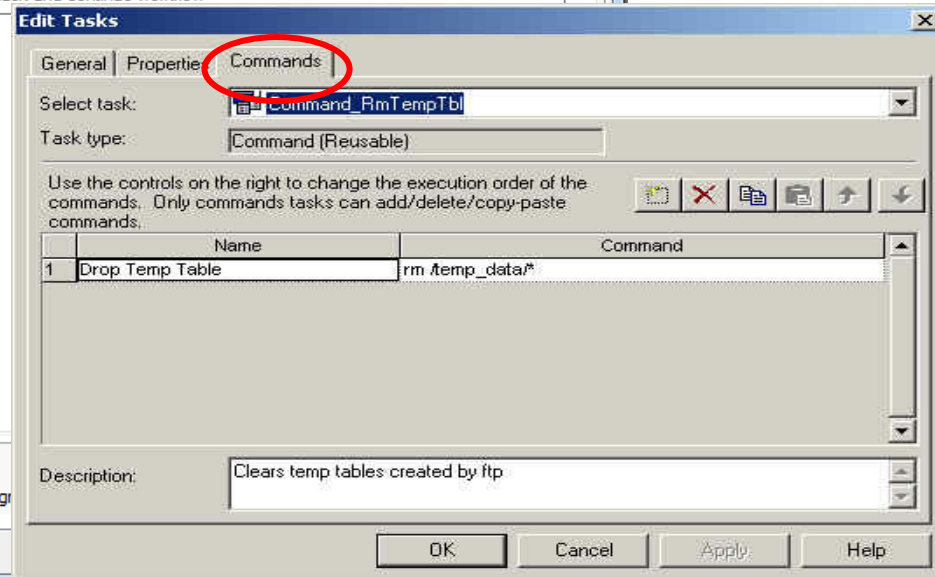 Edit Tasks
General Properties Commands
Select task: Command_RmTempTbl
Task type: Command (Reusable)
Use the controls on the right to change the execution order of the
commands. Only commands tasks can add/delete/copy-paste
commands.
Name Command
1 Drop Temp Table rm /temp_data/*
Description: Clears temp tables created by ftp
OK Cancel Apply Help